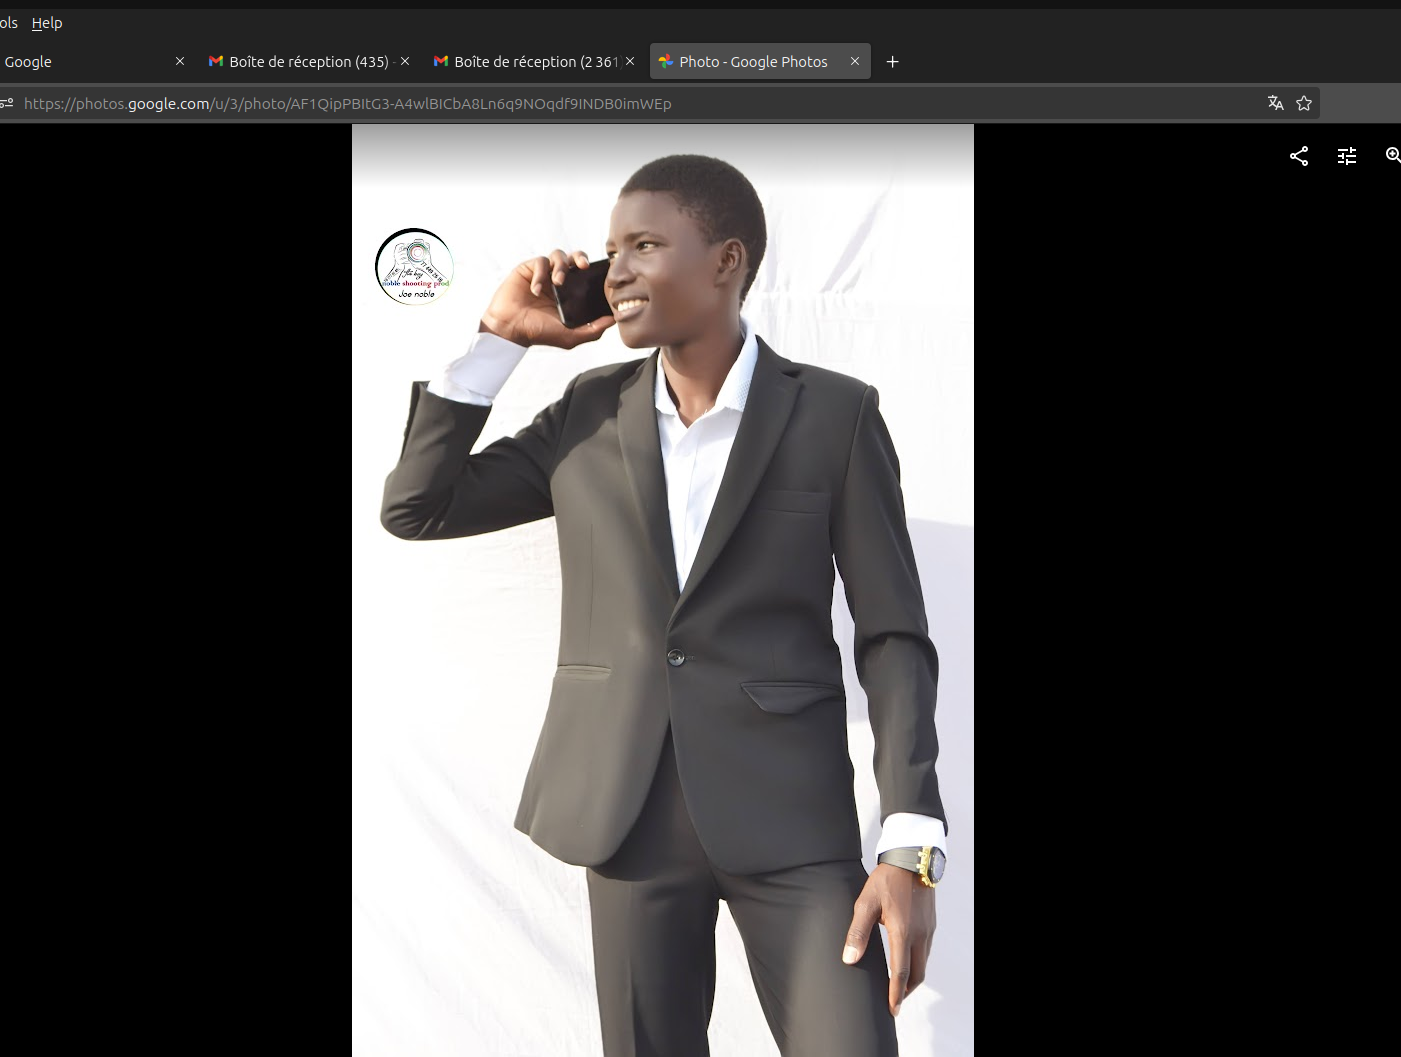 ols Help
Google
Boîte de réception (435) -
Boîte de réception (2 361)
Photo - Google Photos
https://photos.google.com/u/3/photo/AF1QipPBItG3-A4wlBICbA8Ln6q9NOqdf9INDB0imWEp
noble shooting prod
Joe noble